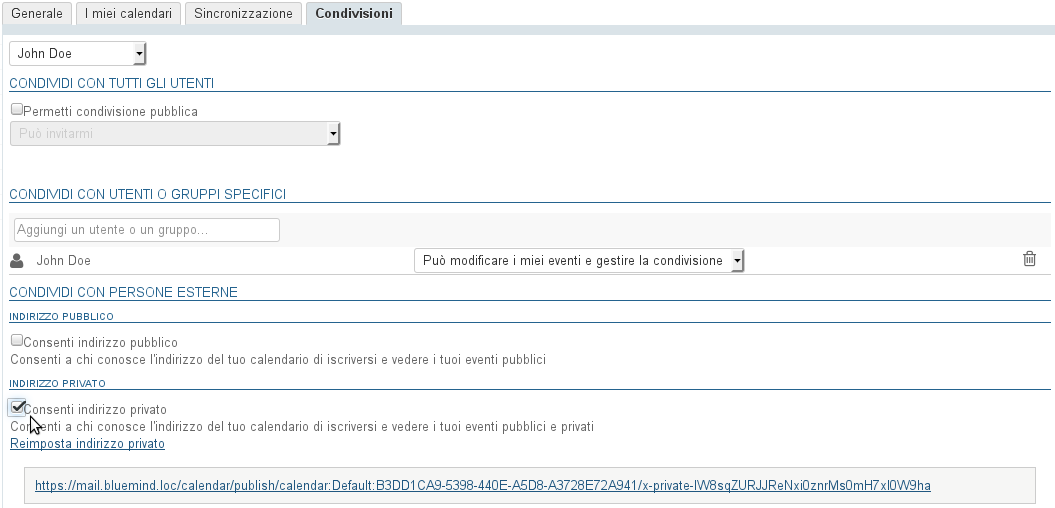 Generale I miei calendari Sincronizzazione Condivisioni
John Doe
CONDIVIDI CON TUTTI GLI UTENTI
Permetti condivisione pubblica
Può invitarmi
CONDIVIDI CON UTENTI O GRUPPI SPECIFICI
Aggiungi un utente o un gruppo...
John Doe Può modificare i miei eventi e gestire la condivisione
CONDIVIDI CON PERSONE ESTERNE
INDIRIZZO PUBBLICO
Consenti indirizzo pubblico
Consenti a chi conosce l'indirizzo del tuo calendario di iscriversi e vedere i tuoi eventi pubblici
INDIRIZZO PRIVATO
Consenti indirizzo privato
Consenti a chi conosce l'indirizzo del tuo calendario di iscriversi e vedere i tuoi eventi pubblici e privati
Reimposta indirizzo privato
https://mail.bluemind.loc/calendar/publish/calendar:Default:B3DD1CA9-5398-440E-A5D8-A3728E72A941/x-private-IW8sqZURJJReNxi0znrMs0mH7xI0W9ha